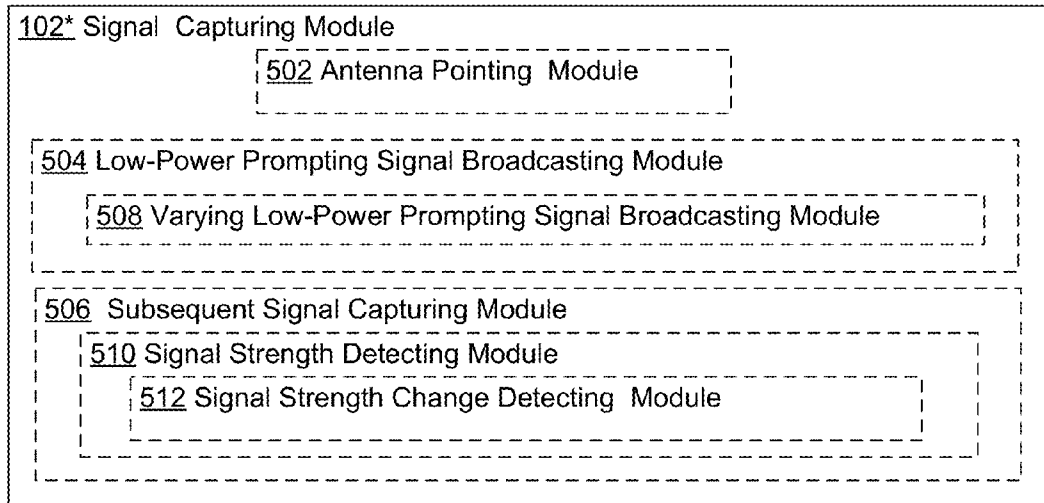 102* Signal Capturing Module
502 Antenna Pointing Module
504 Low-Power Prompting Signal Broadcasting Module
508 Varying Low-Power Prompting Signal Broadcasting Module
506 Subsequent Signal Capturing Module
510 Signal Strength Detecting Module
512 Signal Strength Change Detecting Module